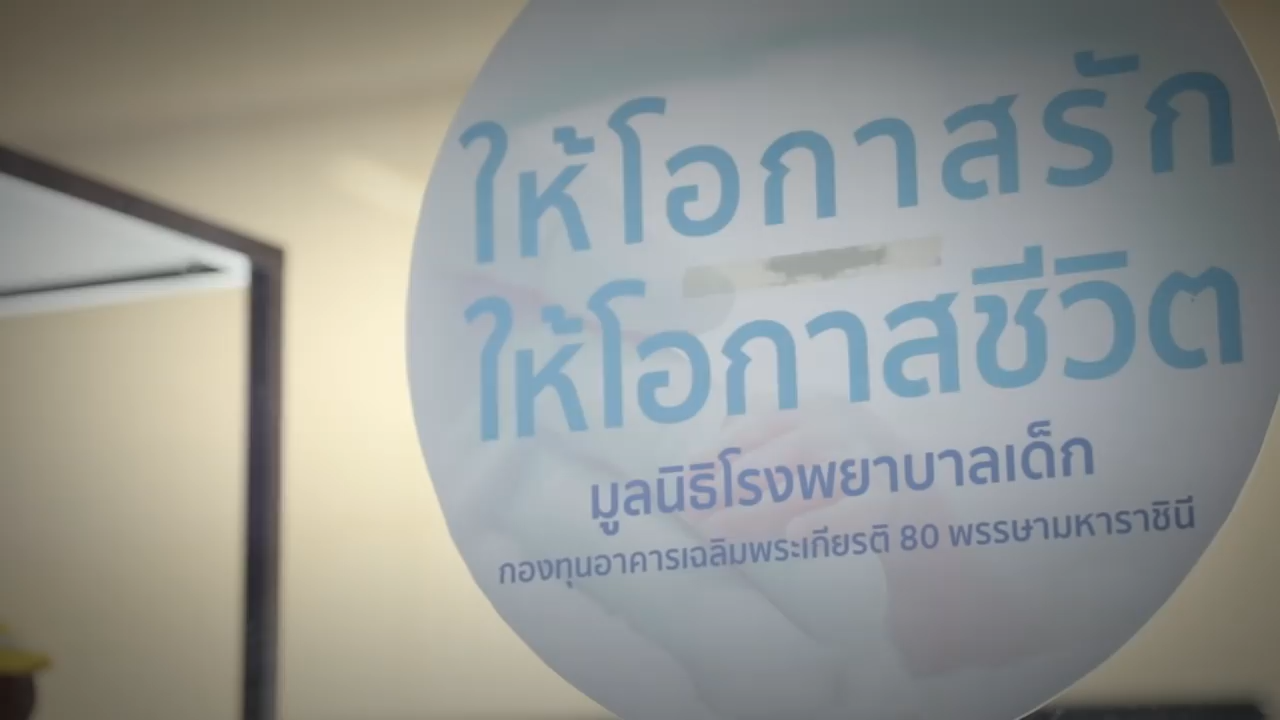 ให้โอกาสรัก
ให้โอกาสชีวิต
มูลนิธิโรงพยาบาลเด็ก
กองทุนอาคารเฉลิมพระเกียรติ 80 พรรษามหาราชินี